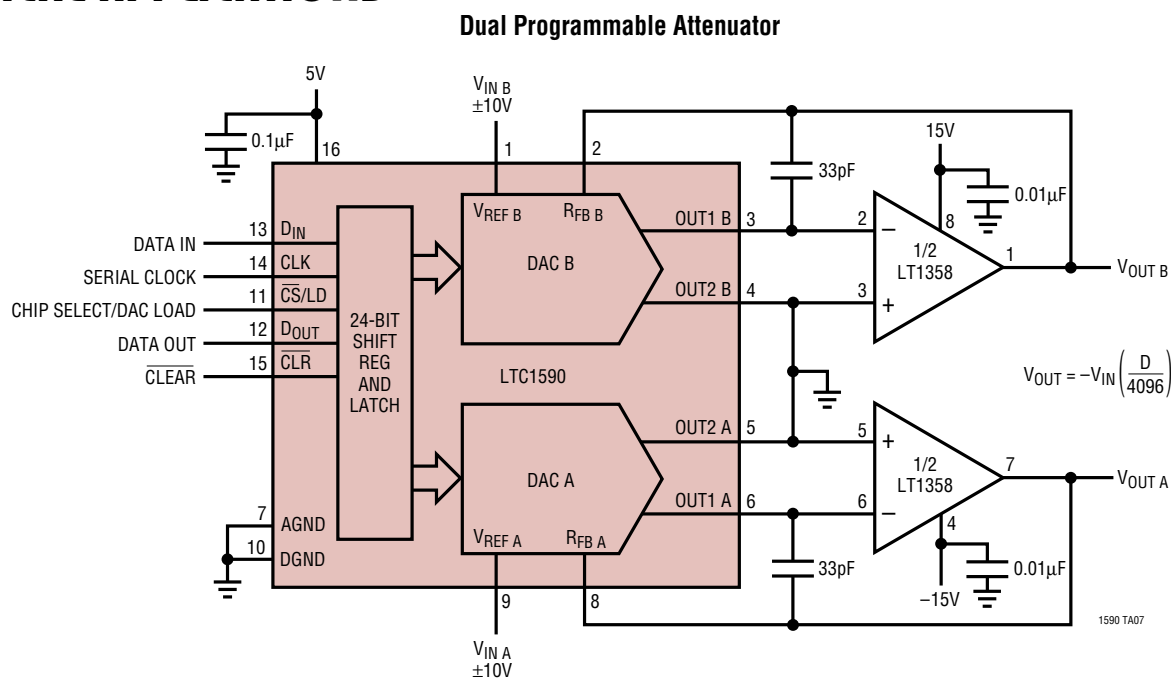 Dual Programmable Attenuator
5V
0.1µF
16
V_IN B
±10V
1
2
33pF
15V
0.01µF
8
V_REF B
R_FB B
DAC B
OUT1 B
3
OUT2 B
4
2
–
3
+
1/2
LT1358
1
V_OUT B
DATA IN
13
D_IN
SERIAL CLOCK
14
CLK
CHIP SELECT/DAC LOAD
11
C̅S̅/LD
DATA OUT
12
D_OUT
C̅L̅E̅A̅R̅
15
C̅L̅R̅
24-BIT
SHIFT
REG
AND
LATCH
LTC1590
V_OUT = –V_IN (D/4096)
OUT2 A
5
OUT1 A
6
DAC A
V_REF A
R_FB A
5
+
6
–
1/2
LT1358
7
V_OUT A
4
–15V
0.01µF
33pF
7
AGND
10
DGND
9
8
V_IN A
±10V
1590 TA07